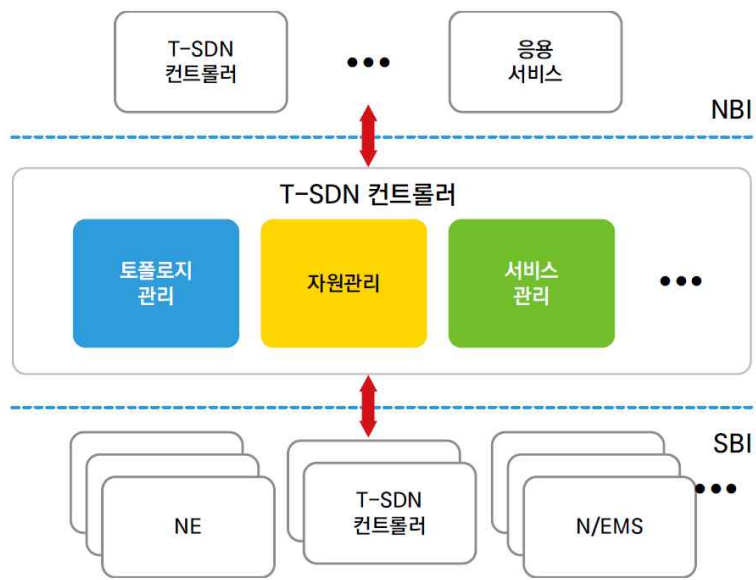 T-SDN
컨트롤러
•••
응용
서비스
NBI
T-SDN 컨트롤러
토폴로지
관리
자원관리
서비스
관리
•••
SBI
NE
T-SDN
컨트롤러
N/EMS
•••